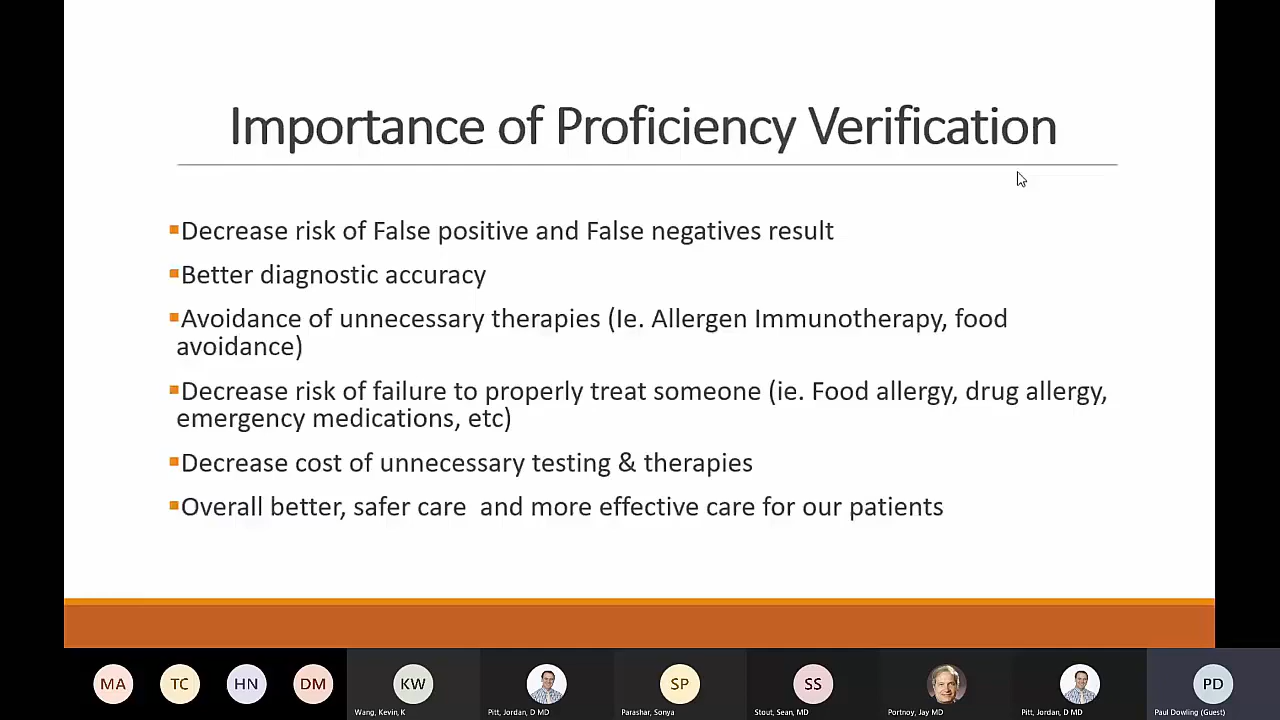 Importance of Proficiency Verification
▪Decrease risk of False positive and False negatives result
▪Better diagnostic accuracy
▪Avoidance of unnecessary therapies (Ie. Allergen Immunotherapy, food
avoidance)
▪Decrease risk of failure to properly treat someone (ie. Food allergy, drug allergy,
emergency medications, etc)
▪Decrease cost of unnecessary testing & therapies
▪Overall better, safer care  and more effective care for our patients
MA TC HN DM KW SP SS PD
Wang, Kevin, K Pitt, Jordan, D MD Parashar, Sonya Stout, Sean, MD Portnoy, Jay MD Pitt, Jordan, D MD Paul Dowling (Guest)